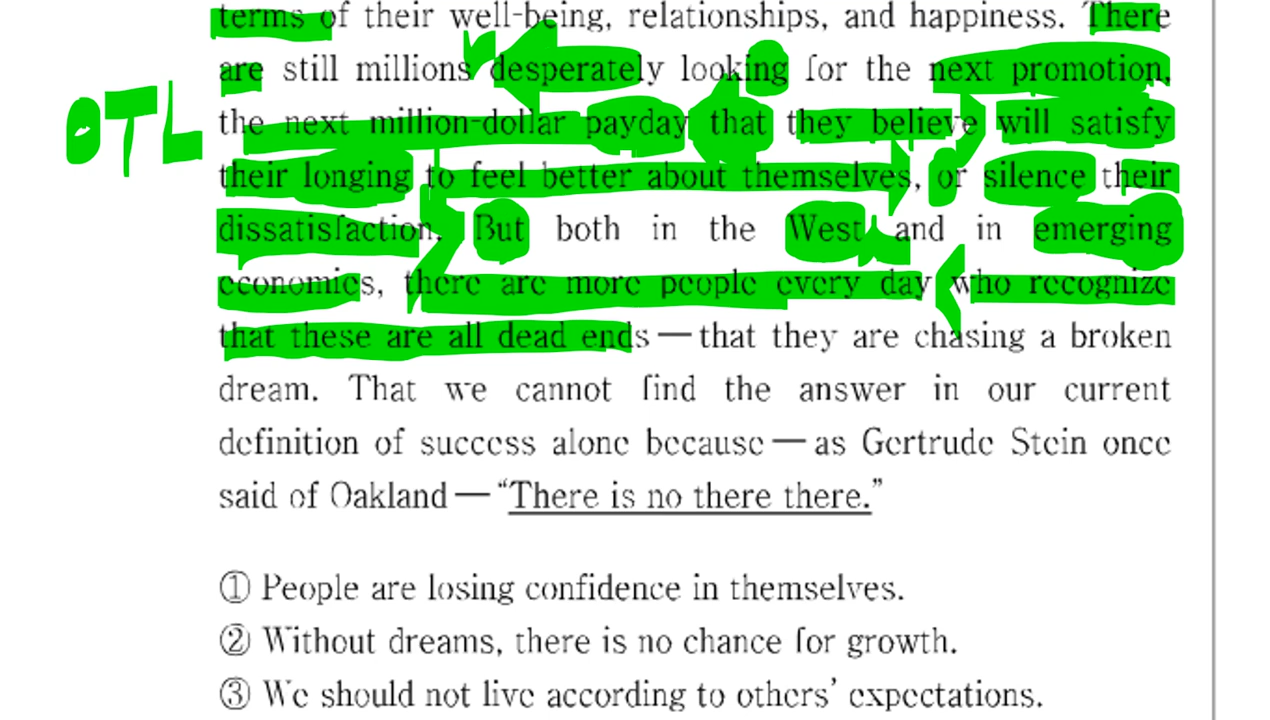 terms of their well-being, relationships, and happiness. There
are still millions desperately looking for the next promotion,
OTL
the next million-dollar payday that they believe will satisfy
their longing to feel better about themselves, or silence their
dissatisfaction. But both in the West and in emerging
economies, there are more people every day who recognize
that these are all dead ends — that they are chasing a broken
dream. That we cannot find the answer in our current
definition of success alone because — as Gertrude Stein once
said of Oakland — “There is no there there.”
① People are losing confidence in themselves.
② Without dreams, there is no chance for growth.
③ We should not live according to others’ expectations.